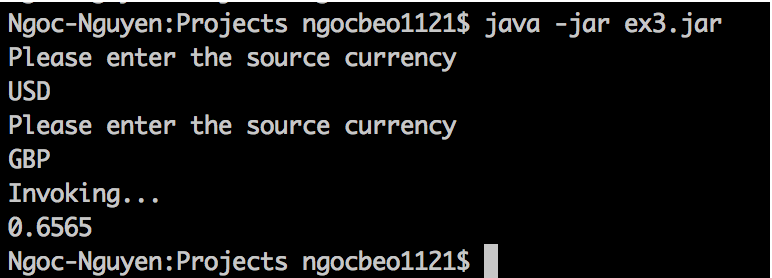 Ngoc-Nguyen:Projects ngocbeo1121$ java -jar ex3.jar
Please enter the source currency
USD
Please enter the source currency
GBP
Invoking...
0.6565
Ngoc-Nguyen:Projects ngocbeo1121$